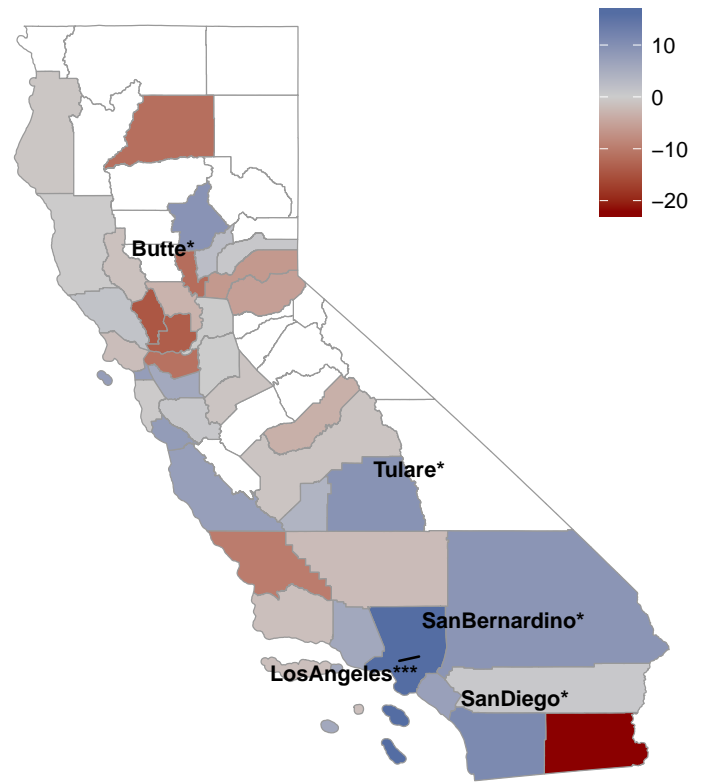 10
0
−10
−20
Butte*
Tulare*
SanBernardino*
LosAngeles***
SanDiego*